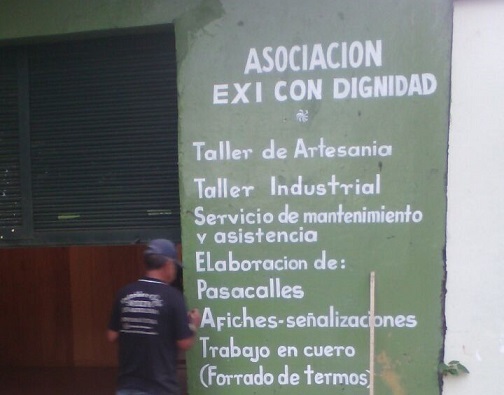 ASOCIACION
EXI CON DIGNIDAD
Taller de Artesania
Taller Industrial
Servicio de mantenimiento
y asistencia
ELaboracion de:
Pasacalles
Afiches-señalizaciones
Trabajo en cuero
(Forrado de termos)